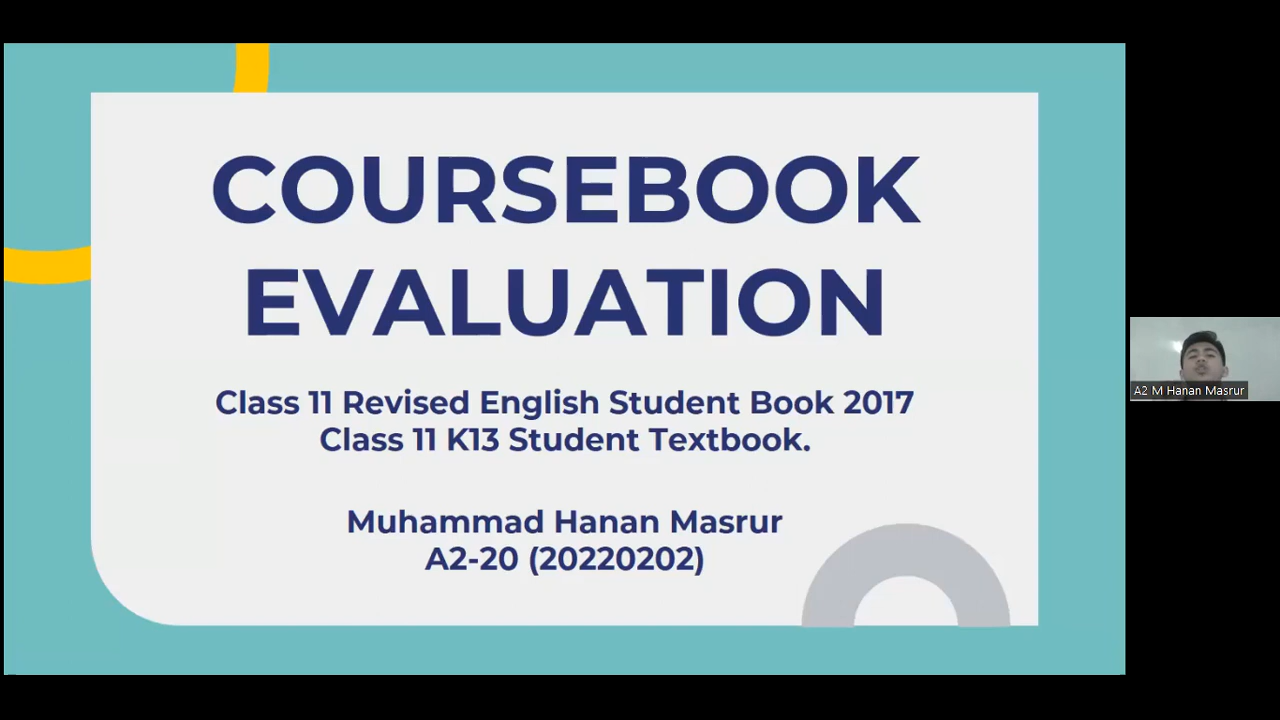 COURSEBOOK
EVALUATION
Class 11 Revised English Student Book 2017
Class 11 K13 Student Textbook.
Muhammad Hanan Masrur
A2-20 (20220202)
A2 M Hanan Masrur